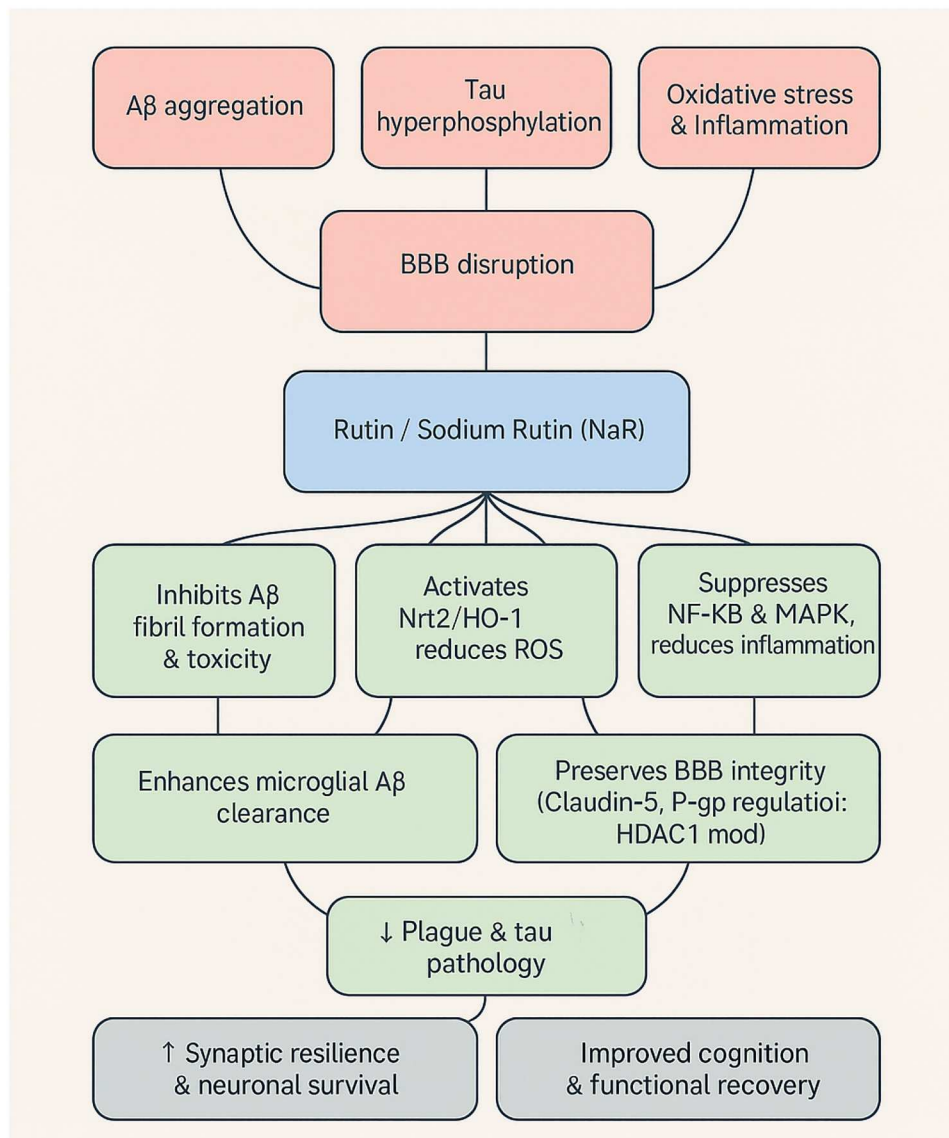 Aβ aggregation
Tau
hyperphosphylation
Oxidative stress
& Inflammation
BBB disruption
Rutin / Sodium Rutin (NaR)
Inhibits Aβ
fibril formation
& toxicity
Activates
Nrt2/HO-1
reduces ROS
Suppresses
NF-KB & MAPK,
reduces inflammation
Enhances microglial Aβ
clearance
Preserves BBB integrity
(Claudin-5, P-gp regulatioi:
HDAC1 mod)
↓ Plague & tau
pathology
↑ Synaptic resilience
& neuronal survival
Improved cognition
& functional recovery